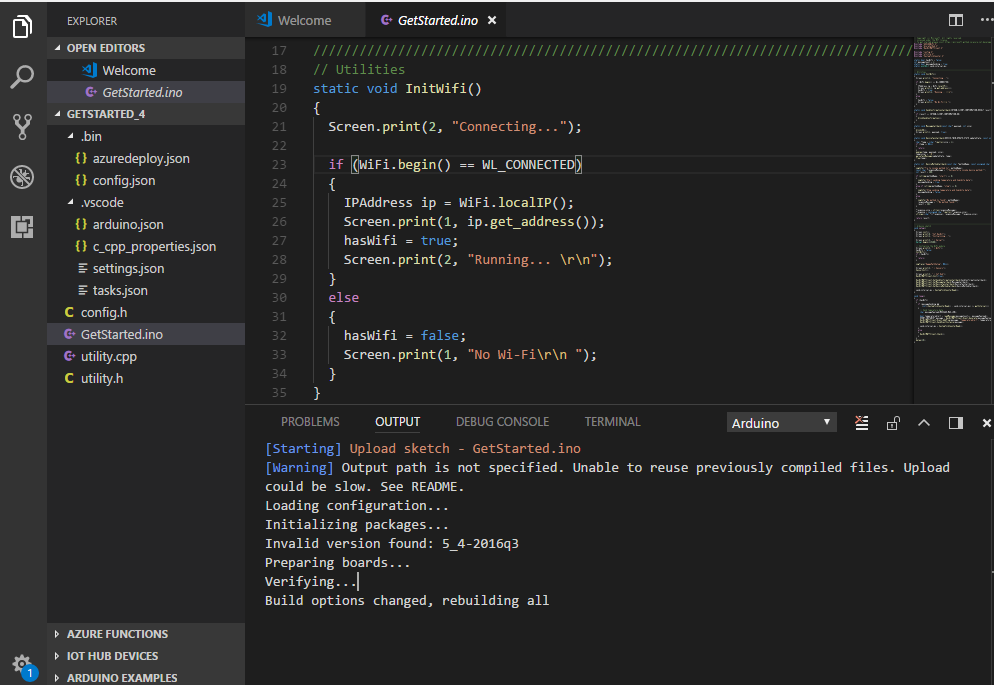 EXPLORER
OPEN EDITORS
Welcome
GetStarted.ino
GETSTARTED_4
.bin
{} azuredeploy.json
{} config.json
.vscode
{} arduino.json
{} c_cpp_properties.json
settings.json
tasks.json
C config.h
C GetStarted.ino
C utility.cpp
C utility.h
AZURE FUNCTIONS
IOT HUB DEVICES
ARDUINO EXAMPLES
1
Welcome
GetStarted.ino
17 ////////////////////////////////////////////////////////////////////////////////
18 // Utilities
19 static void InitWifi()
20 {
21 Screen.print(2, "Connecting...");
22
23 if (WiFi.begin() == WL_CONNECTED)
24 {
25 IPAddress ip = WiFi.localIP();
26 Screen.print(1, ip.get_address());
27 hasWifi = true;
28 Screen.print(2, "Running... \r\n");
29 }
30 else
31 {
32 hasWifi = false;
33 Screen.print(1, "No Wi-Fi\r\n ");
34 }
35 }
PROBLEMS OUTPUT DEBUG CONSOLE TERMINAL Arduino
[Starting] Upload sketch - GetStarted.ino
[Warning] Output path is not specified. Unable to reuse previously compiled files. Upload
could be slow. See README.
Loading configuration...
Initializing packages...
Invalid version found: 5_4-2016q3
Preparing boards...
Verifying...
Build options changed, rebuilding all